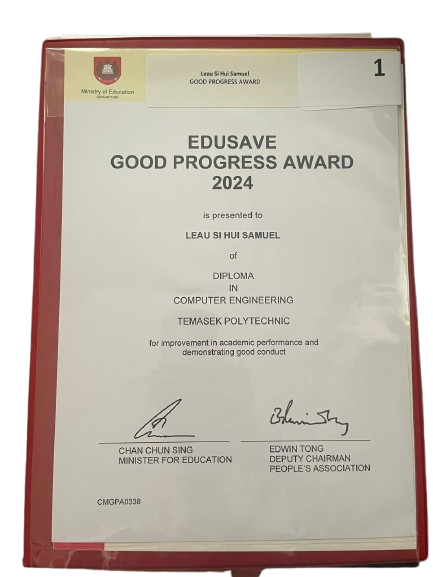 Ministry of Education
SINGAPORE
Leau Si Hui Samuel
GOOD PROGRESS AWARD
1
EDUSAVE
GOOD PROGRESS AWARD
2024
is presented to
LEAU SI HUI SAMUEL
of
DIPLOMA
IN
COMPUTER ENGINEERING
TEMASEK POLYTECHNIC
for improvement in academic performance and
demonstrating good conduct
CHAN CHUN SING
MINISTER FOR EDUCATION
EDWIN TONG
DEPUTY CHAIRMAN
PEOPLE'S ASSOCIATION
CMGPA0338